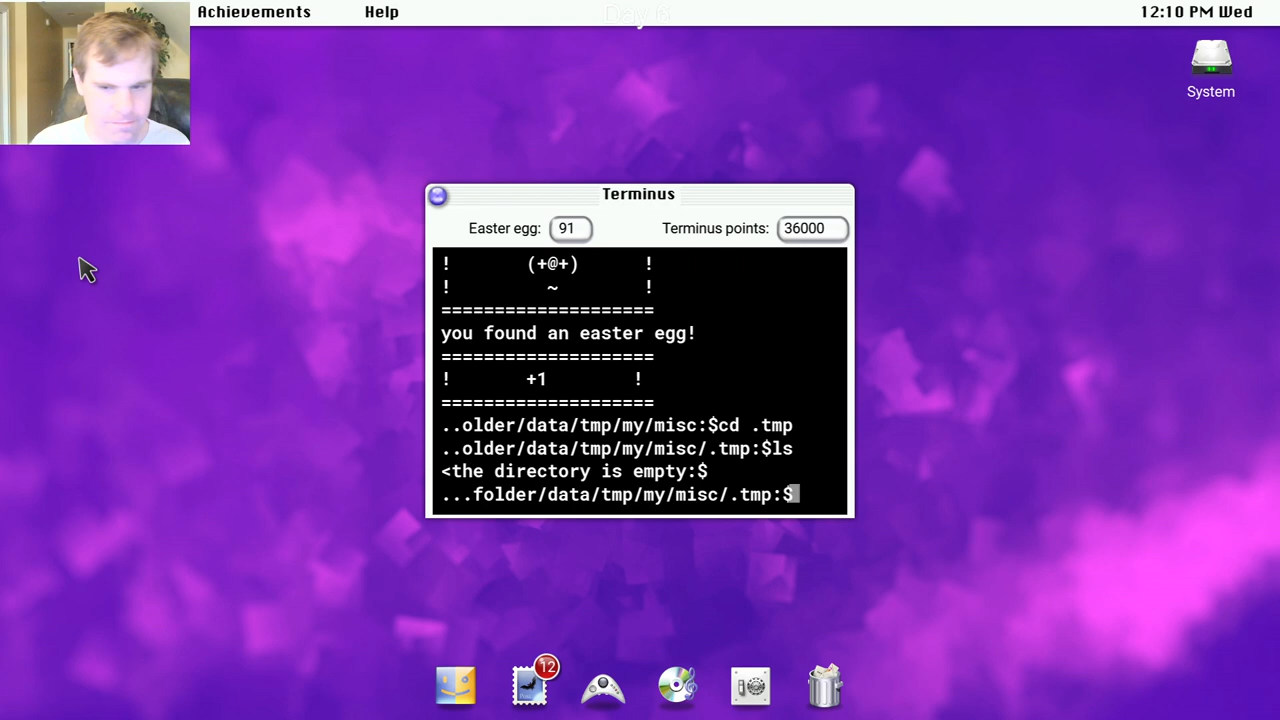 Achievements Help Day 6 12:10 PM Wed
System
Terminus
Easter egg: 91 Terminus points: 36000
! (+@+) !
! ~ !
====================
you found an easter egg!
====================
! +1 !
====================
..older/data/tmp/my/misc:$cd .tmp
..older/data/tmp/my/misc/.tmp:$ls
<the directory is empty:$
...folder/data/tmp/my/misc/.tmp:$
12